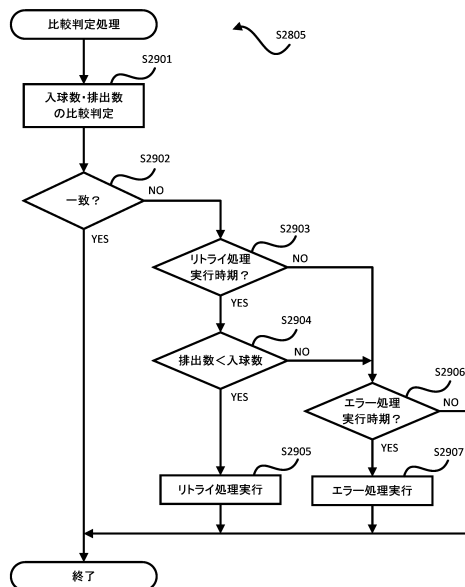 比較判定処理
S2805
S2901
入球数・排出数
の比較判定
S2902
一致？
NO
YES
S2903
リトライ処理
実行時期？
NO
YES
S2904
排出数＜入球数
NO
YES
S2906
エラー処理
実行時期？
NO
YES
S2905
リトライ処理実行
S2907
エラー処理実行
終了